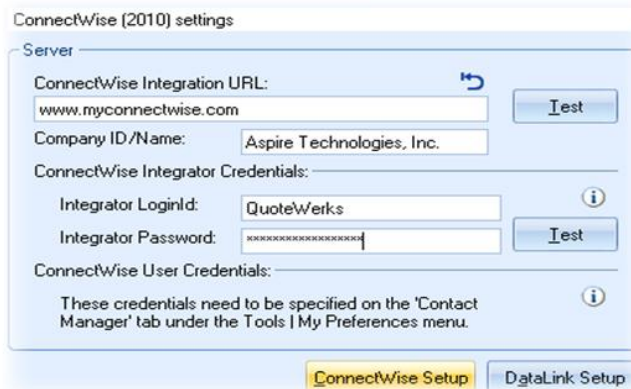 ConnectWise (2010) settings
Server
ConnectWise Integration URL:
www.myconnectwise.com
Test
Company ID/Name: Aspire Technologies, Inc.
ConnectWise Integrator Credentials:
Integrator LoginId: QuoteWerks
Integrator Password: ××××××××××××××××××
Test
ConnectWise User Credentials:
These credentials need to be specified on the 'Contact
Manager' tab under the Tools | My Preferences menu.
ConnectWise Setup DataLink Setup